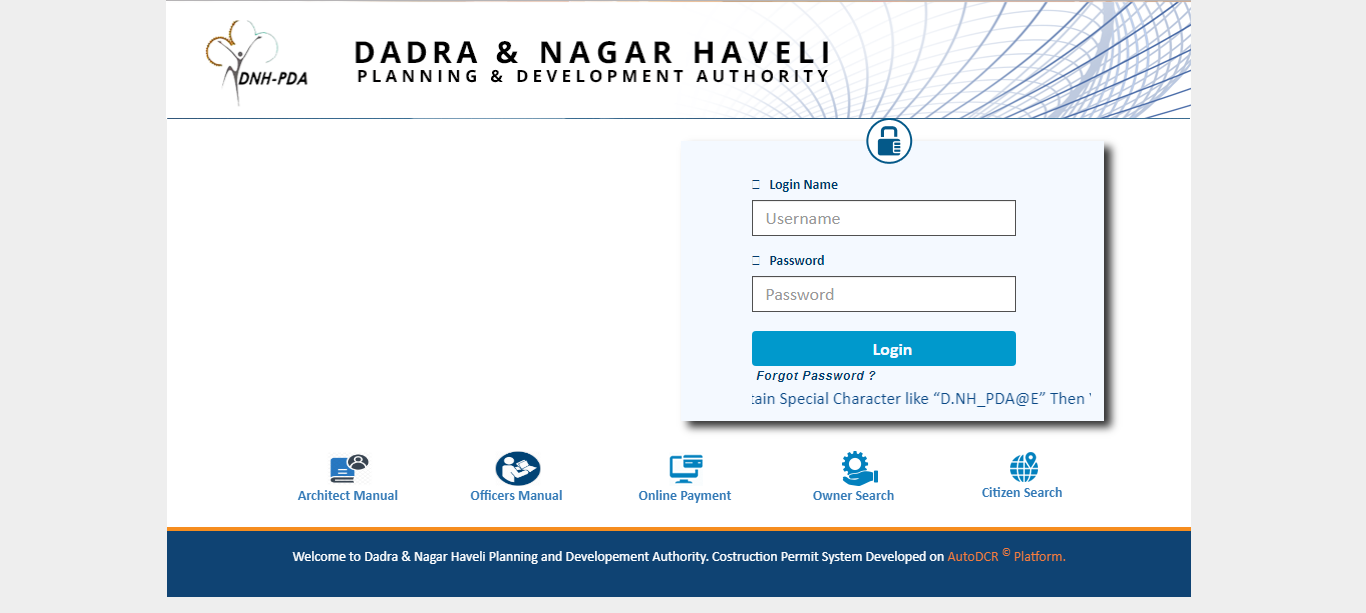 DNH-PDA
DADRA & NAGAR HAVELI
PLANNING & DEVELOPMENT AUTHORITY
Login Name
Username
Password
Password
Login
Forgot Password ?
tain Special Character like “D.NH_PDA@E” Then
Architect Manual
Officers Manual
Online Payment
Owner Search
Citizen Search
Welcome to Dadra & Nagar Haveli Planning and Developement Authority. Costruction Permit System Developed on AutoDCR © Platform.